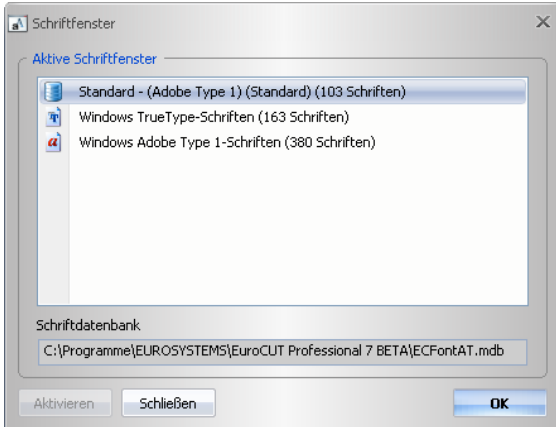 Schriftfenster
Aktive Schriftfenster
Standard - (Adobe Type 1) (Standard) (103 Schriften)
Windows TrueType-Schriften (163 Schriften)
Windows Adobe Type 1-Schriften (380 Schriften)
Schriftdatenbank
C:\Programme\EUROSYSTEMS\EuroCUT Professional 7 BETA\ECFontAT.mdb
Aktivieren Schließen OK